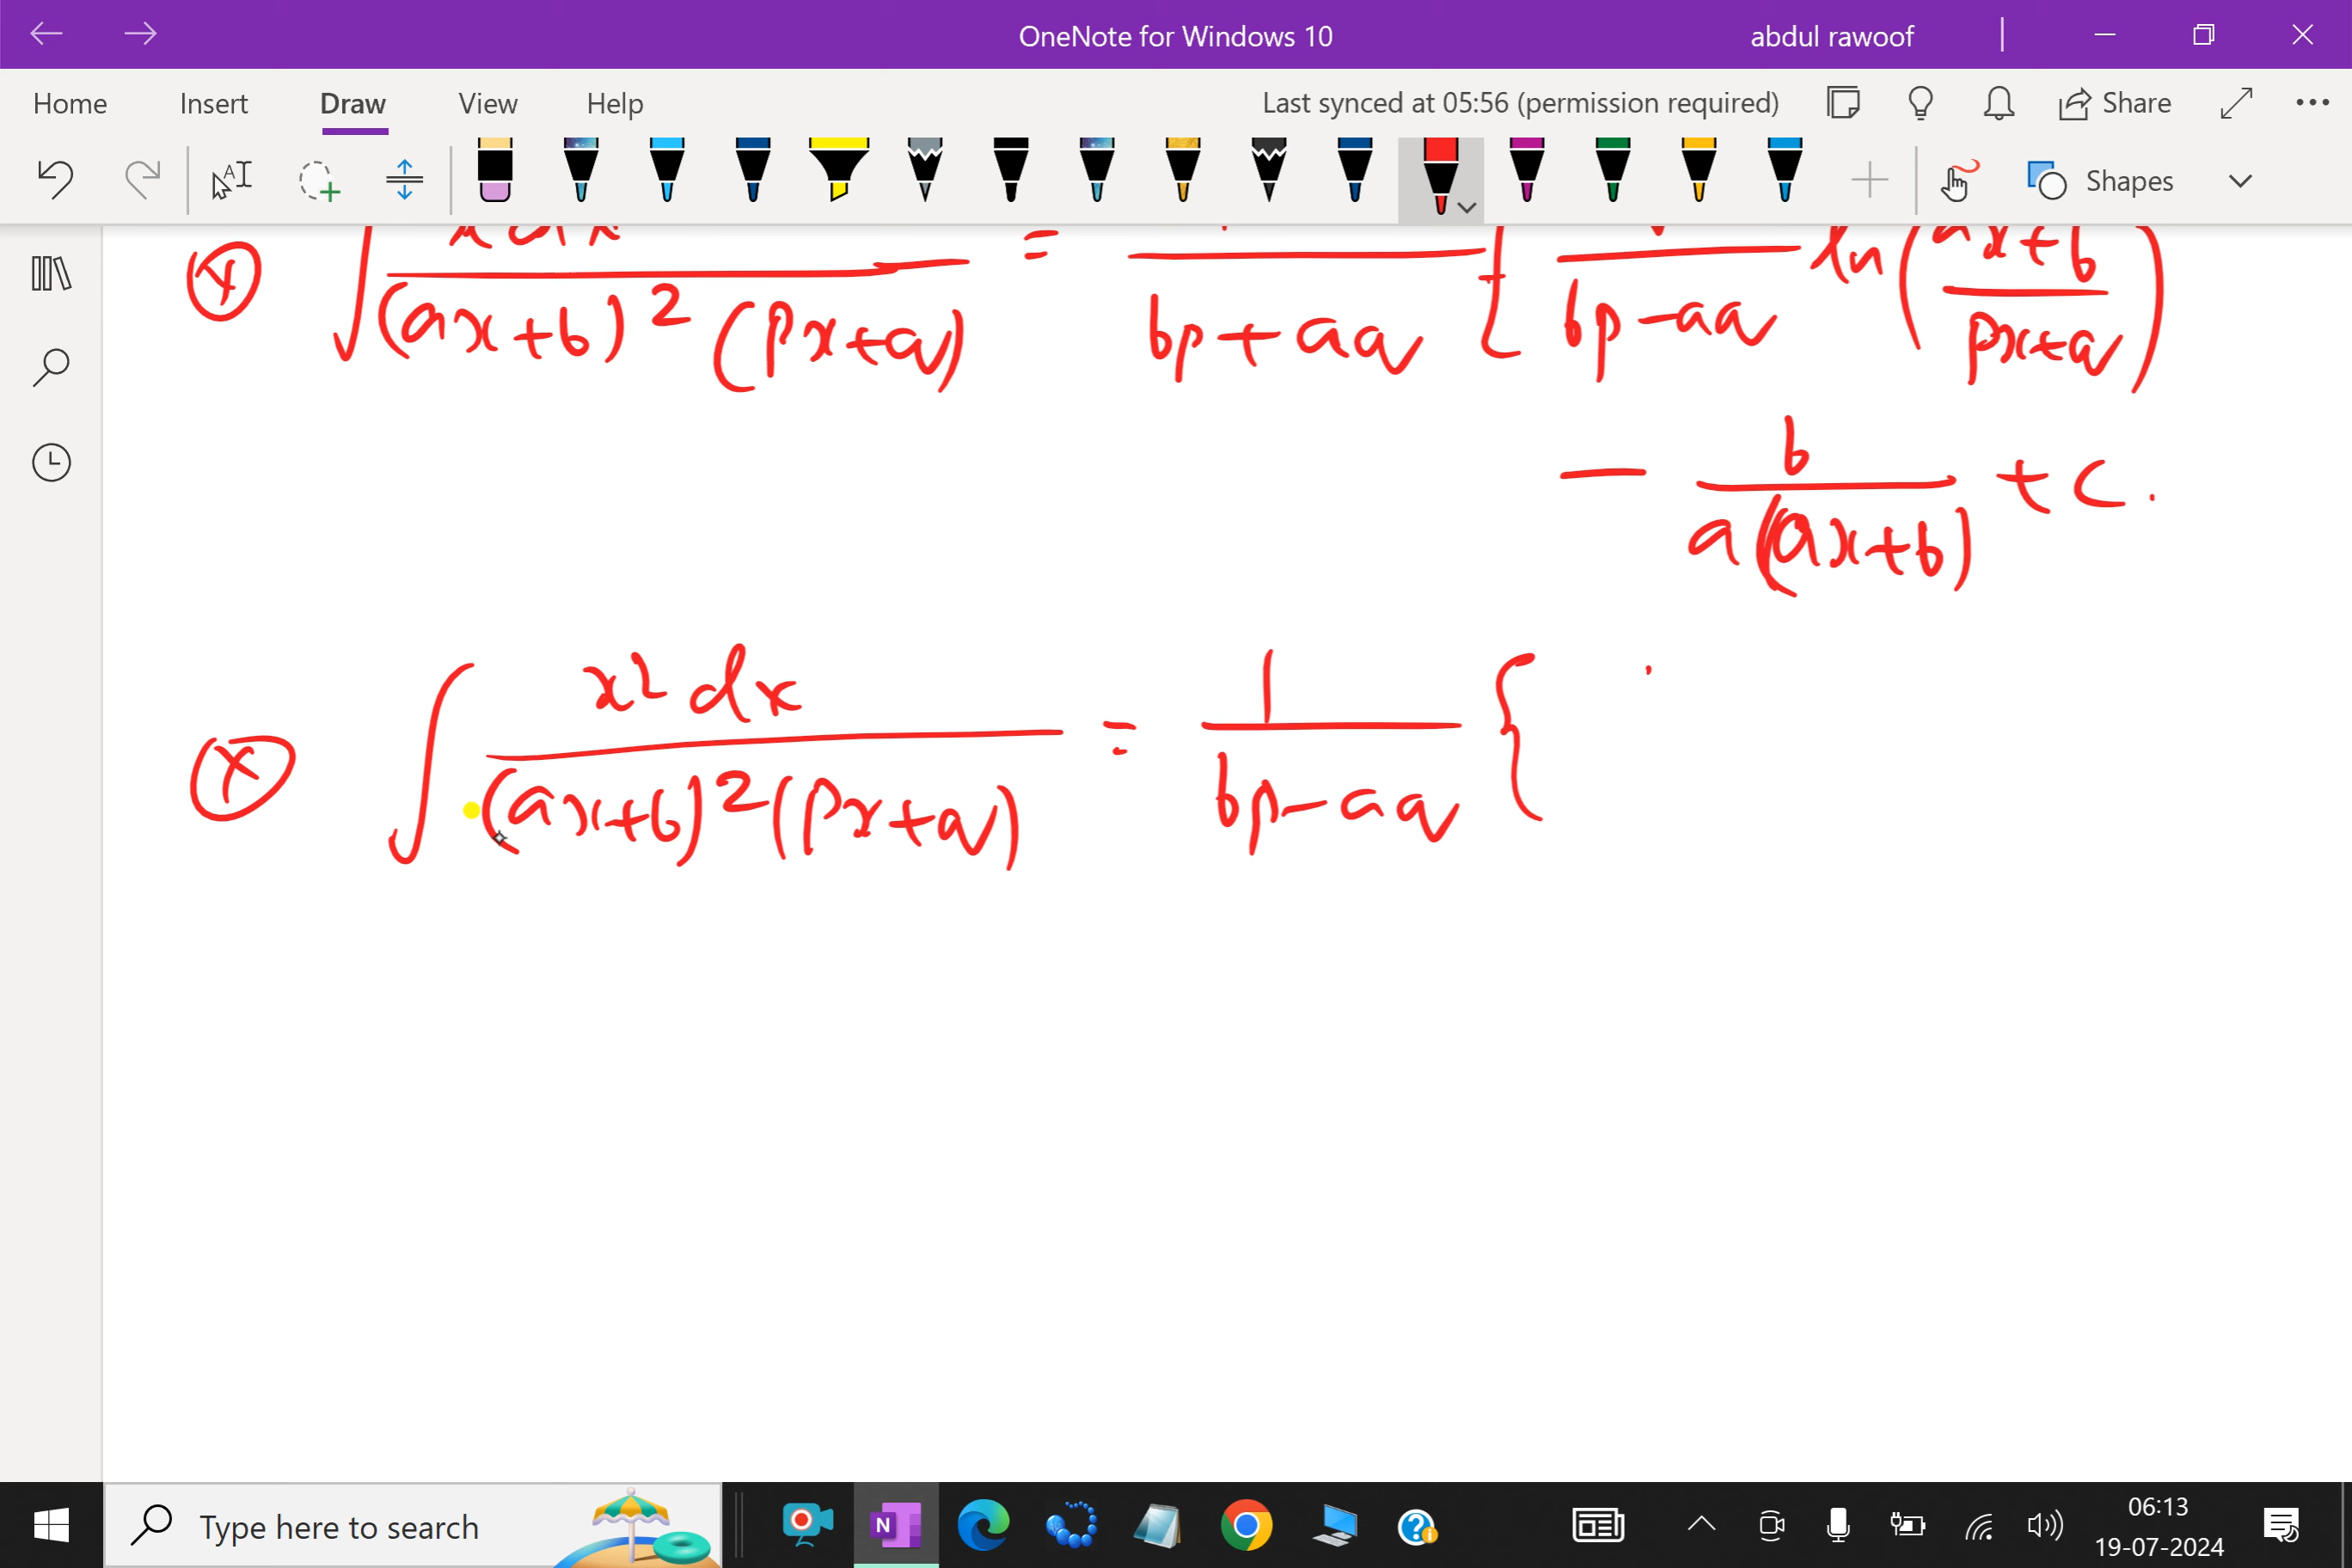 OneNote for Windows 10 abdul rawoof
Home Insert Draw View Help Last synced at 05:56 (permission required) Share
Shapes
∫ x dx / (ax+b)² (px+q) = 1 / bp+aq { / bp-aq ln (ax+b / px+q)
- b / a(ax+b) + c.
∫ x² dx / (ax+b)² (px+q) = 1 / bp-aq {
Type here to search
06:13
19-07-2024